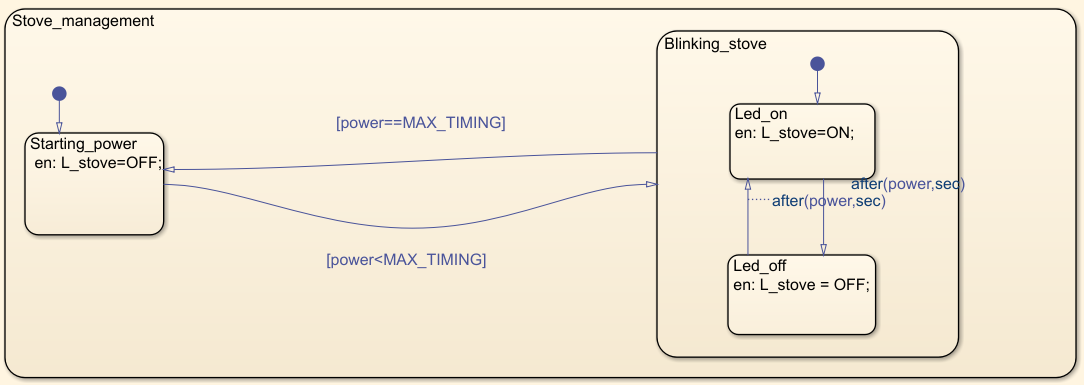 Stove_management
Starting_power
en: L_stove=OFF;
[power==MAX_TIMING]
[power<MAX_TIMING]
Blinking_stove
Led_on
en: L_stove=ON;
after(power,sec)
after(power,sec)
Led_off
en: L_stove = OFF;